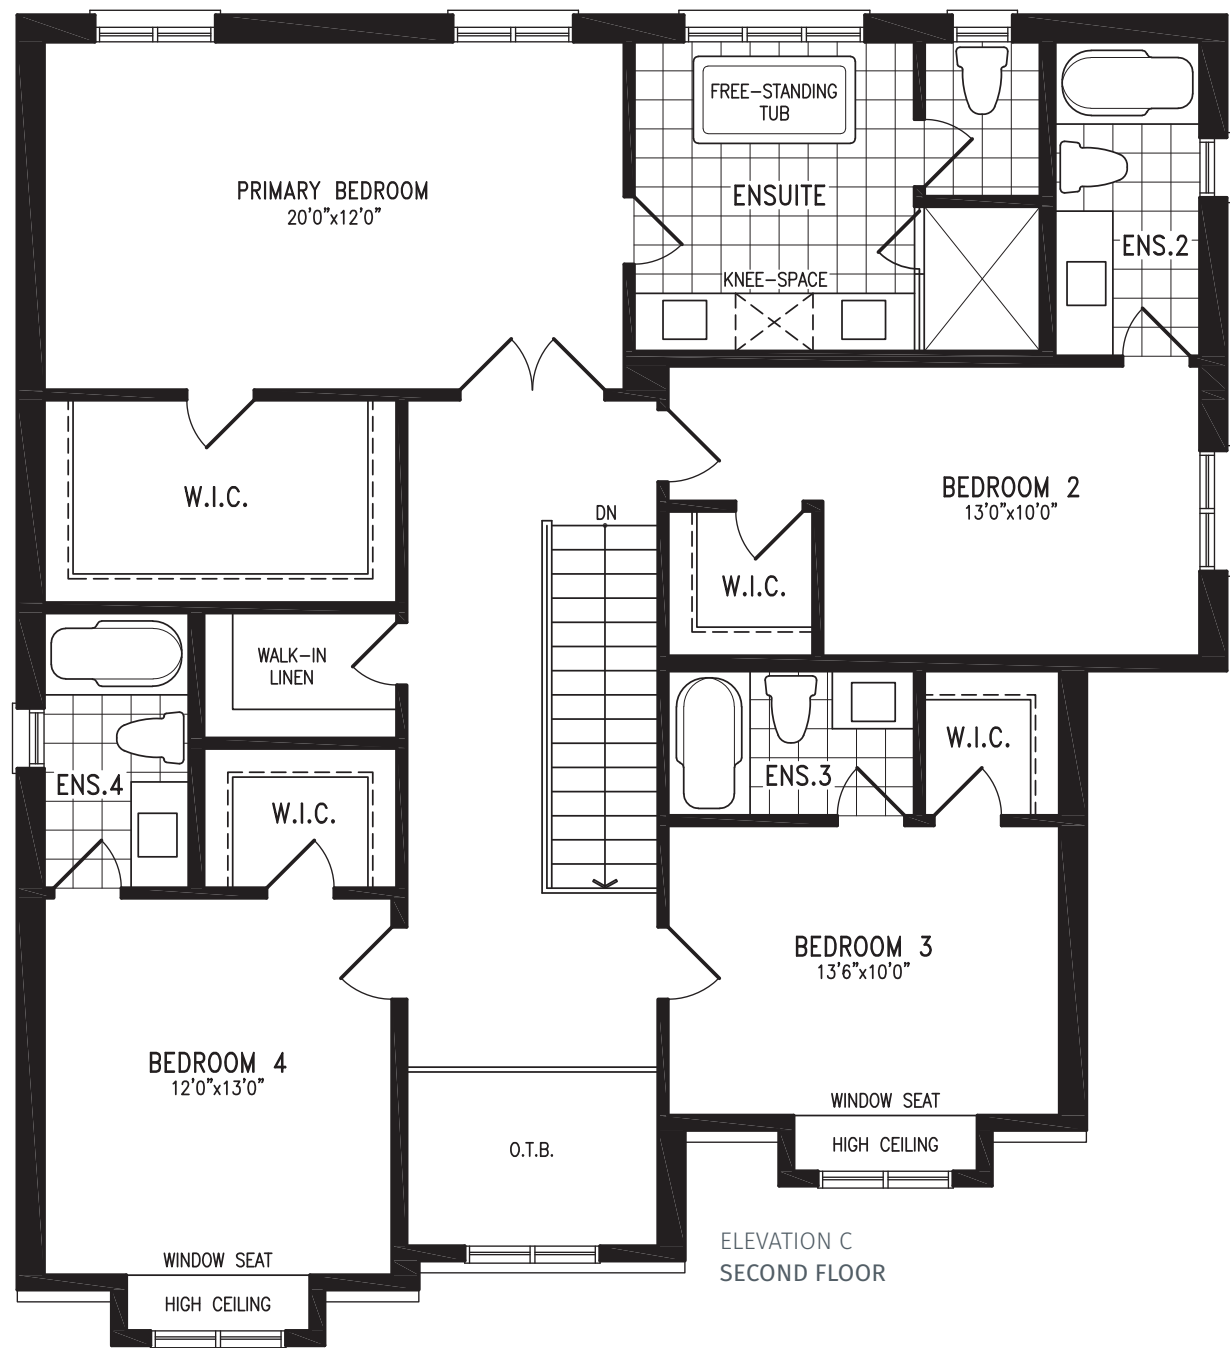 FREE-STANDING
TUB
PRIMARY BEDROOM
20'0"x12'0"
ENSUITE
ENS.2
KNEE-SPACE
W.I.C.
BEDROOM 2
13'0"x10'0"
DN
W.I.C.
WALK-IN
LINEN
W.I.C.
ENS.3
ENS.4
W.I.C.
BEDROOM 3
13'6"x10'0"
BEDROOM 4
12'0"x13'0"
WINDOW SEAT
HIGH CEILING
O.T.B.
ELEVATION C
SECOND FLOOR
WINDOW SEAT
HIGH CEILING